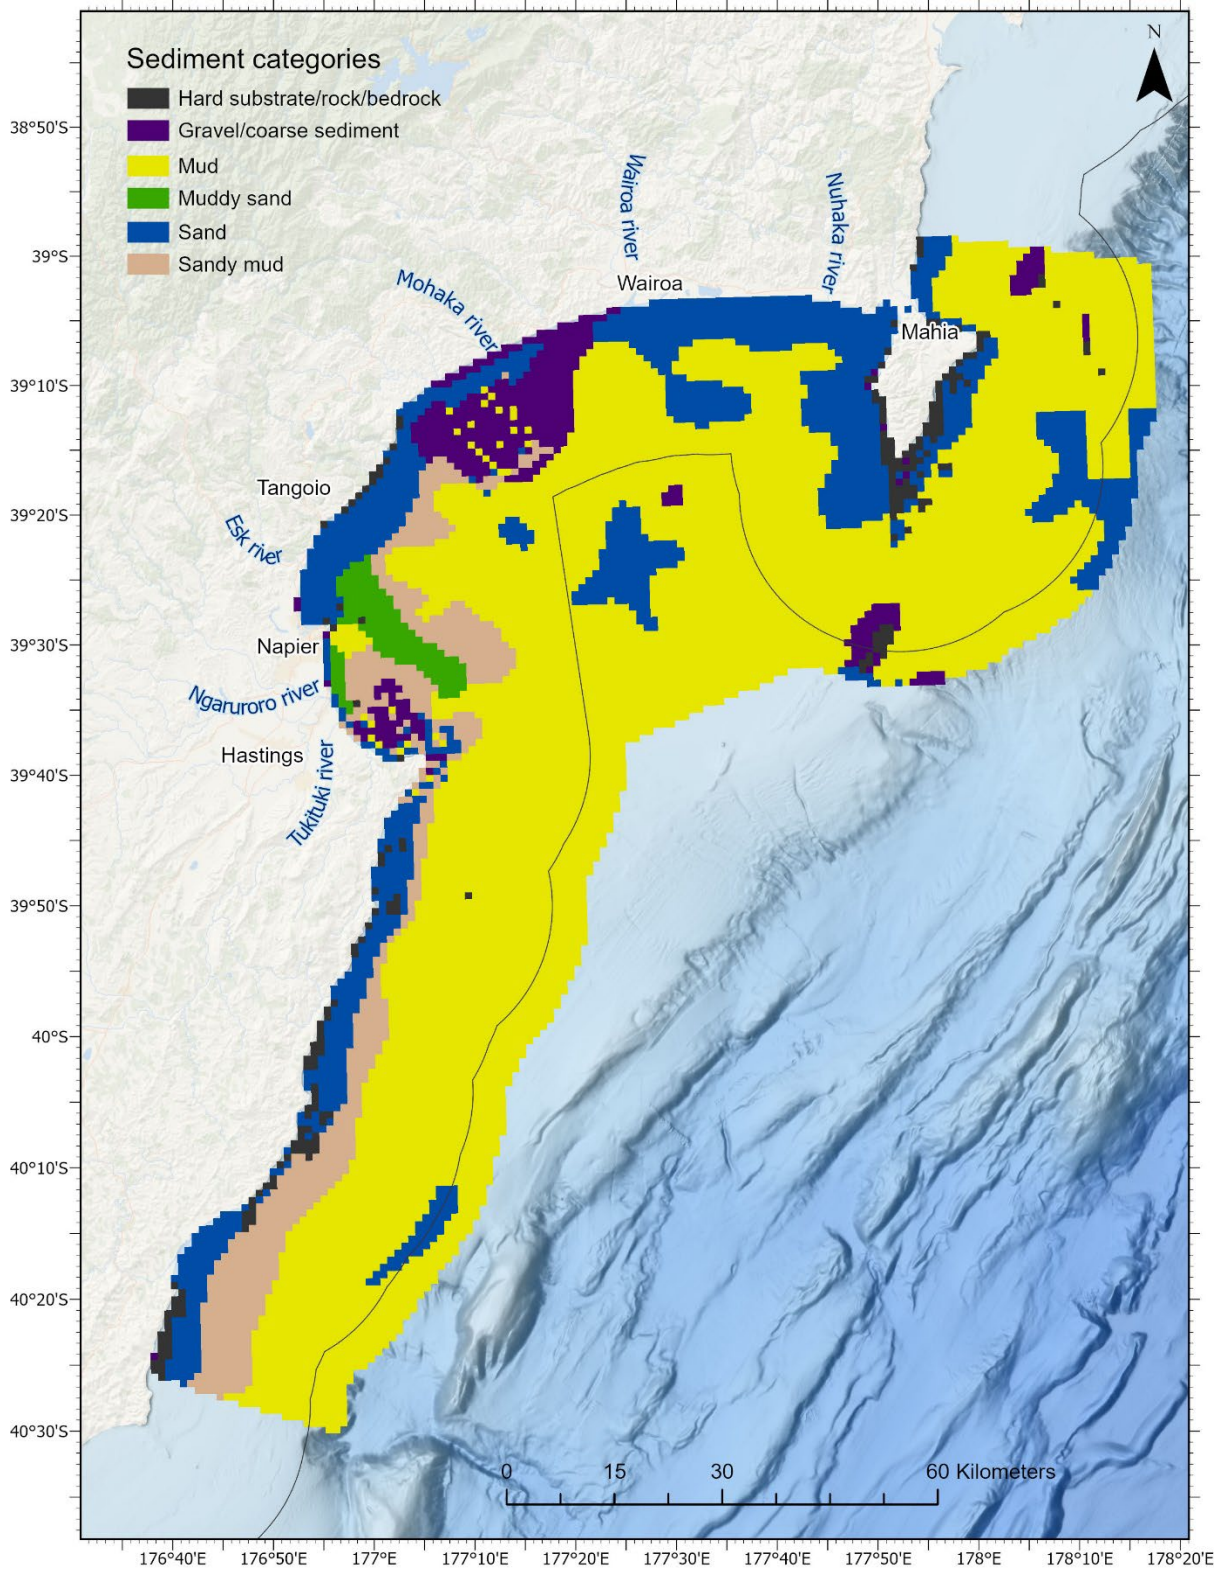 Sediment categories
Hard substrate/rock/bedrock
Gravel/coarse sediment
Mud
Muddy sand
Sand
Sandy mud
N
Wairoa river
Nuhaka river
Mohaka river
Wairoa
Mahia
Tangoio
Esk river
Napier
Ngaruroro river
Hastings
Tukituki river
38°50'S
39°S
39°10'S
39°20'S
39°30'S
39°40'S
39°50'S
40°S
40°10'S
40°20'S
40°30'S
0 15 30 60 Kilometers
176°40'E 176°50'E 177°E 177°10'E 177°20'E 177°30'E 177°40'E 177°50'E 178°E 178°10'E 178°20'E